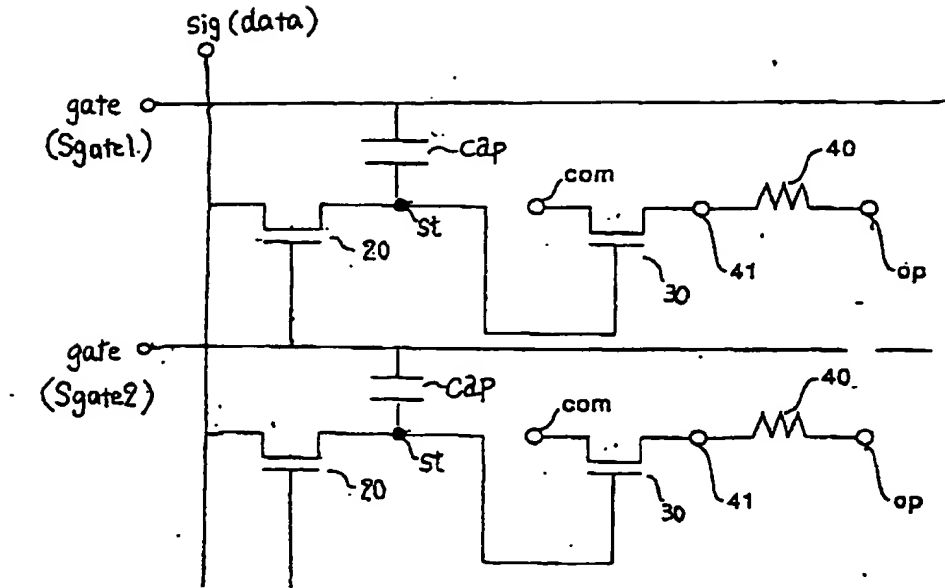 sig (data)
gate
(Sgate1.)
cap
com
40
st
20
30
41
op
gate
(Sgate2)
cap
com
40
st
20
30
41
op